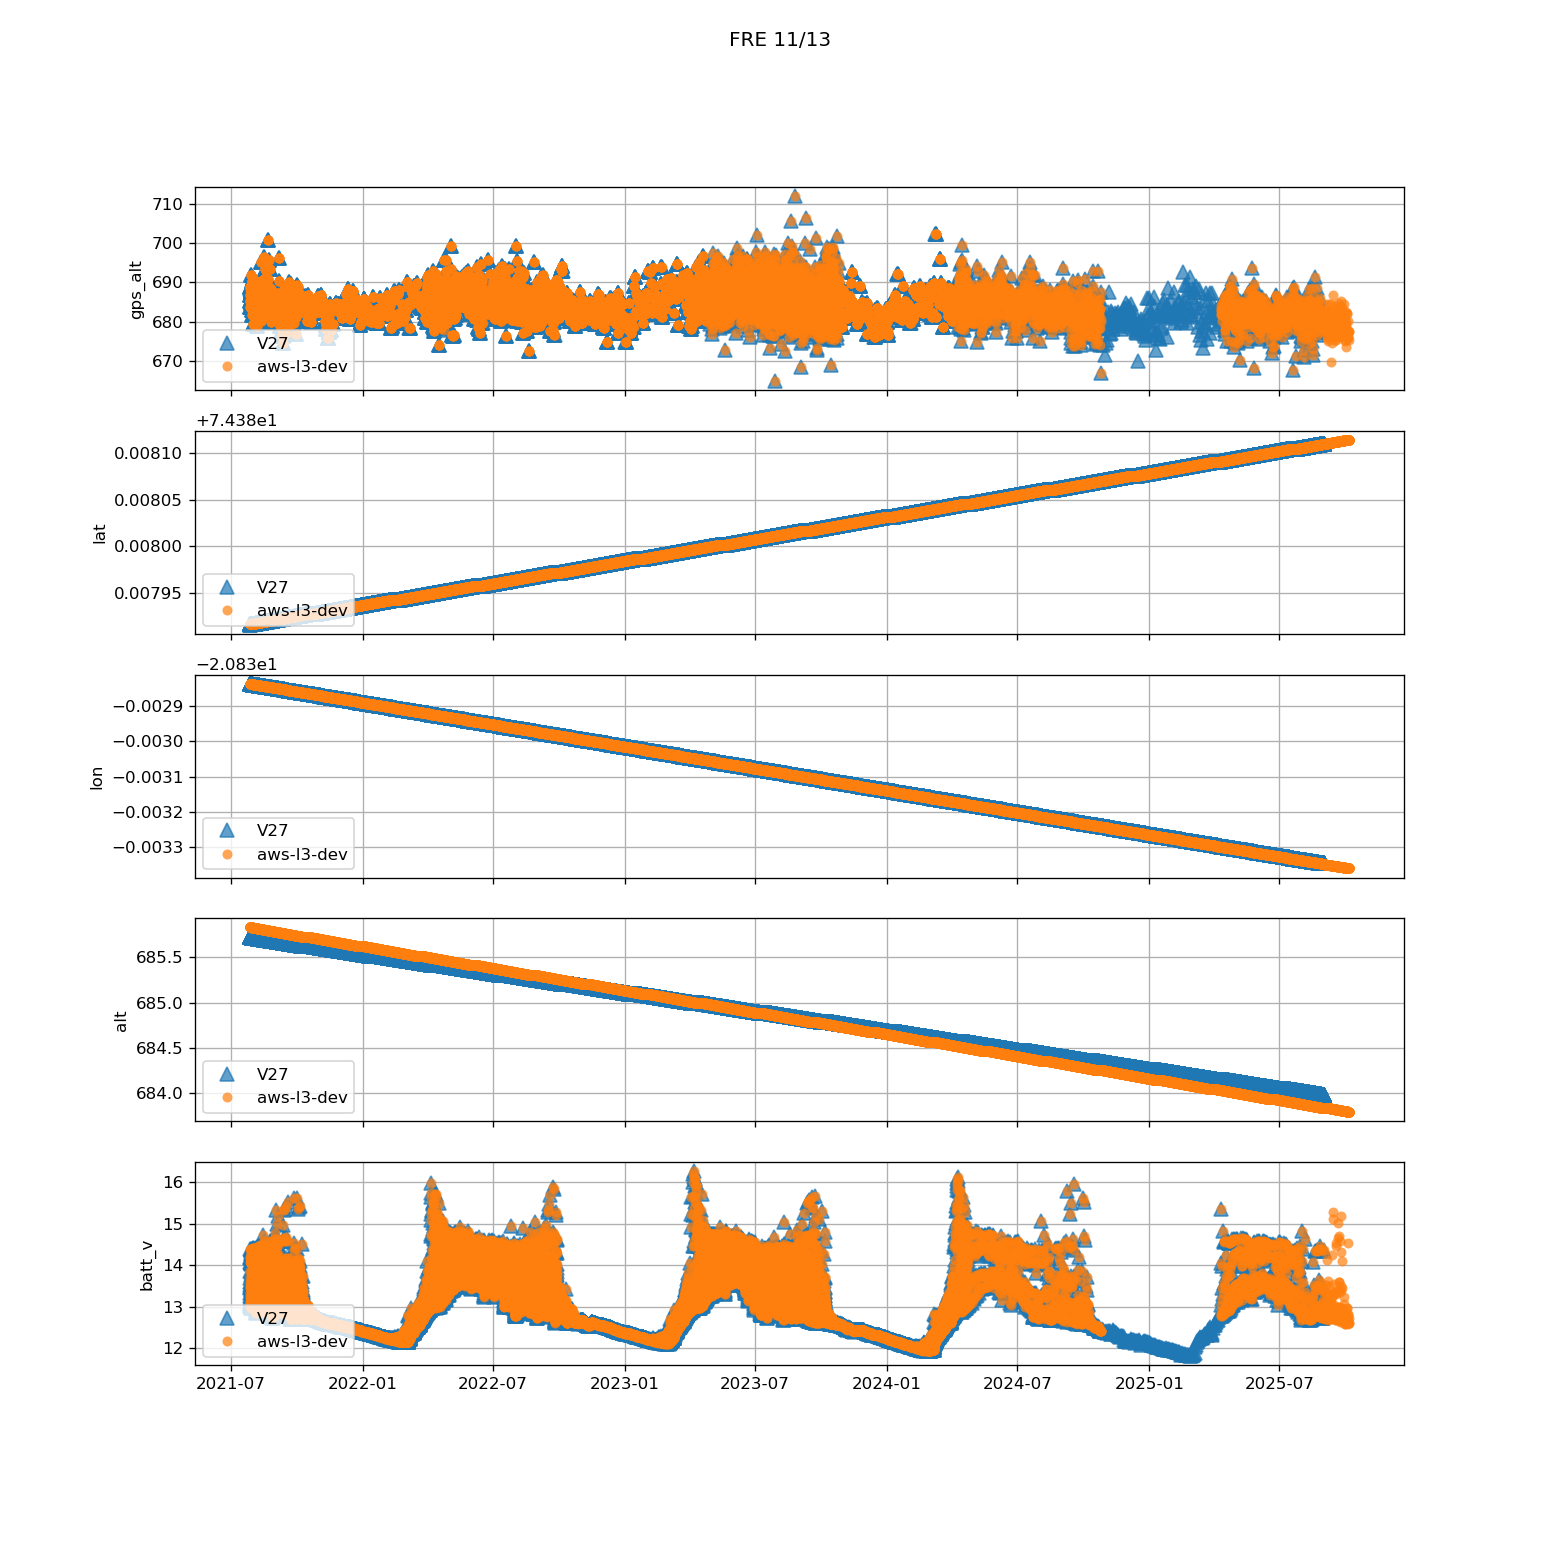 FRE 11/13
710
700
690
680
670
gps_alt
V27
aws-l3-dev
+7.438e1
0.00810
0.00805
0.00800
0.00795
lat
V27
aws-l3-dev
−2.083e1
−0.0029
−0.0030
−0.0031
−0.0032
−0.0033
lon
V27
aws-l3-dev
685.5
685.0
684.5
684.0
alt
V27
aws-l3-dev
16
15
14
13
12
batt_v
V27
aws-l3-dev
2021-07 2022-01 2022-07 2023-01 2023-07 2024-01 2024-07 2025-01 2025-07